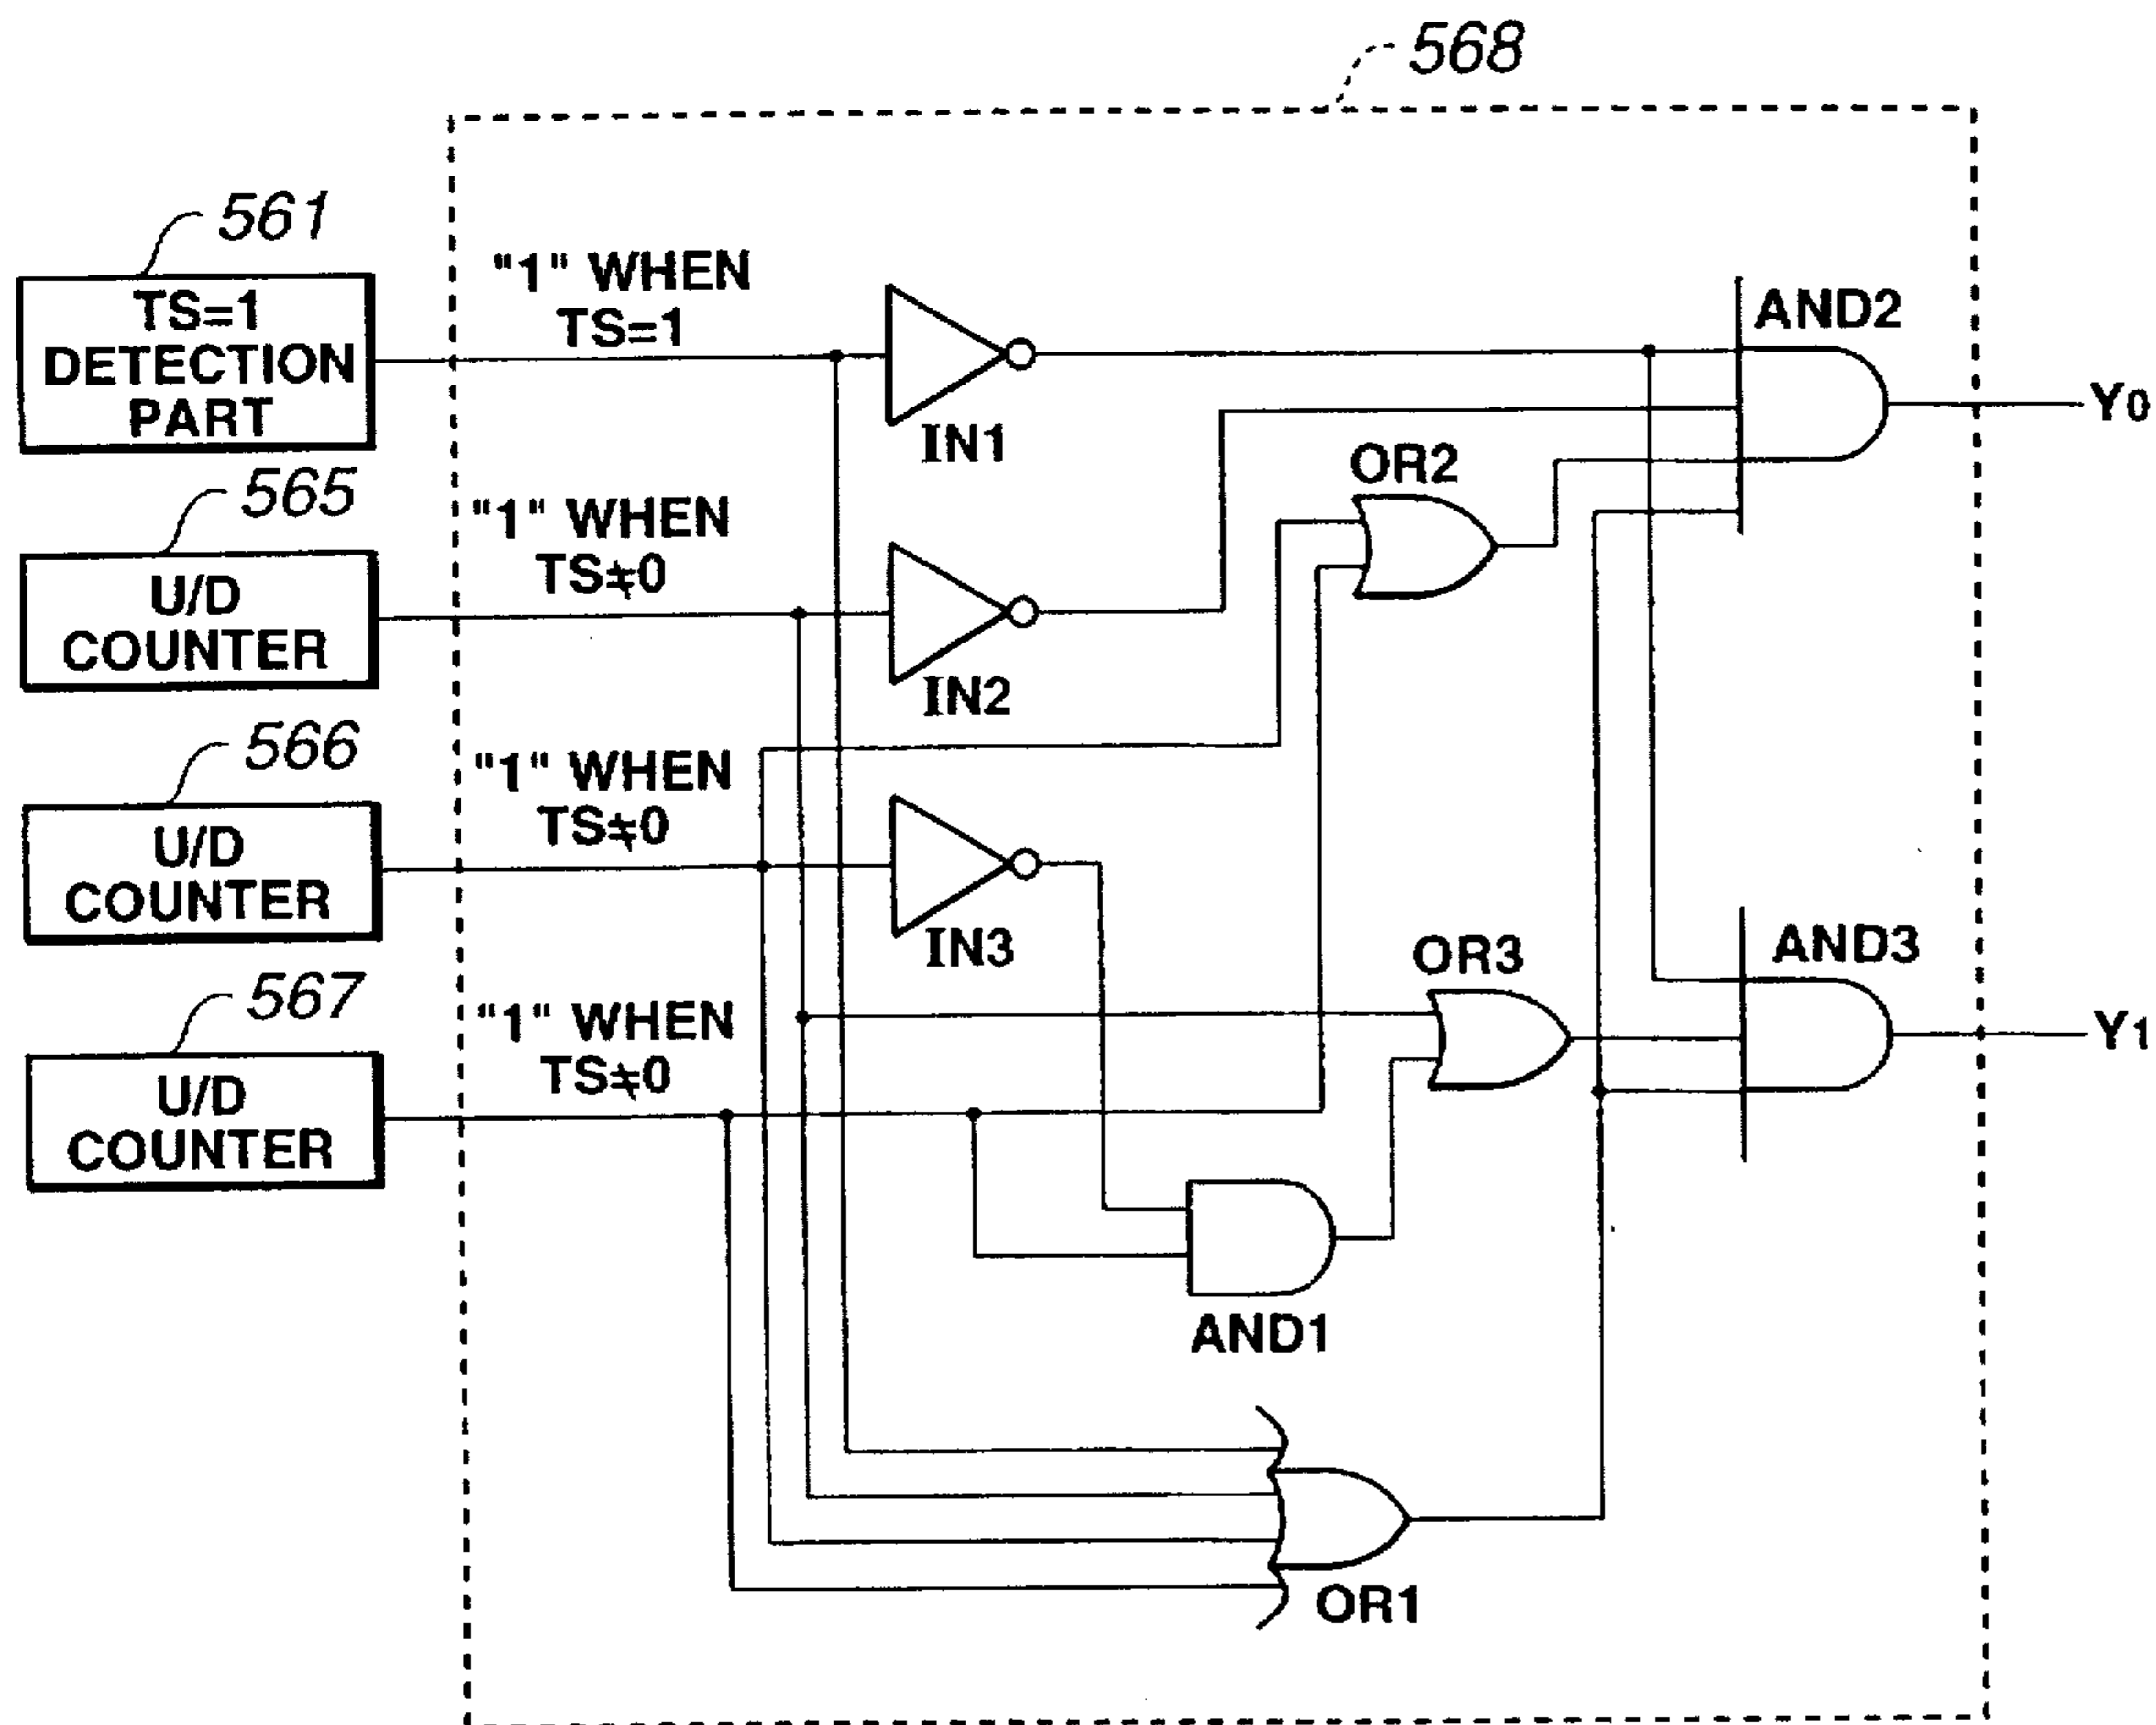 568
561
TS=1
DETECTION
PART
"1" WHEN
TS=1
IN1
AND2
Y0
565
U/D
COUNTER
"1" WHEN
TS≠0
IN2
OR2
566
U/D
COUNTER
"1" WHEN
TS≠0
IN3
567
U/D
COUNTER
"1" WHEN
TS≠0
OR3
AND3
Y1
AND1
OR1